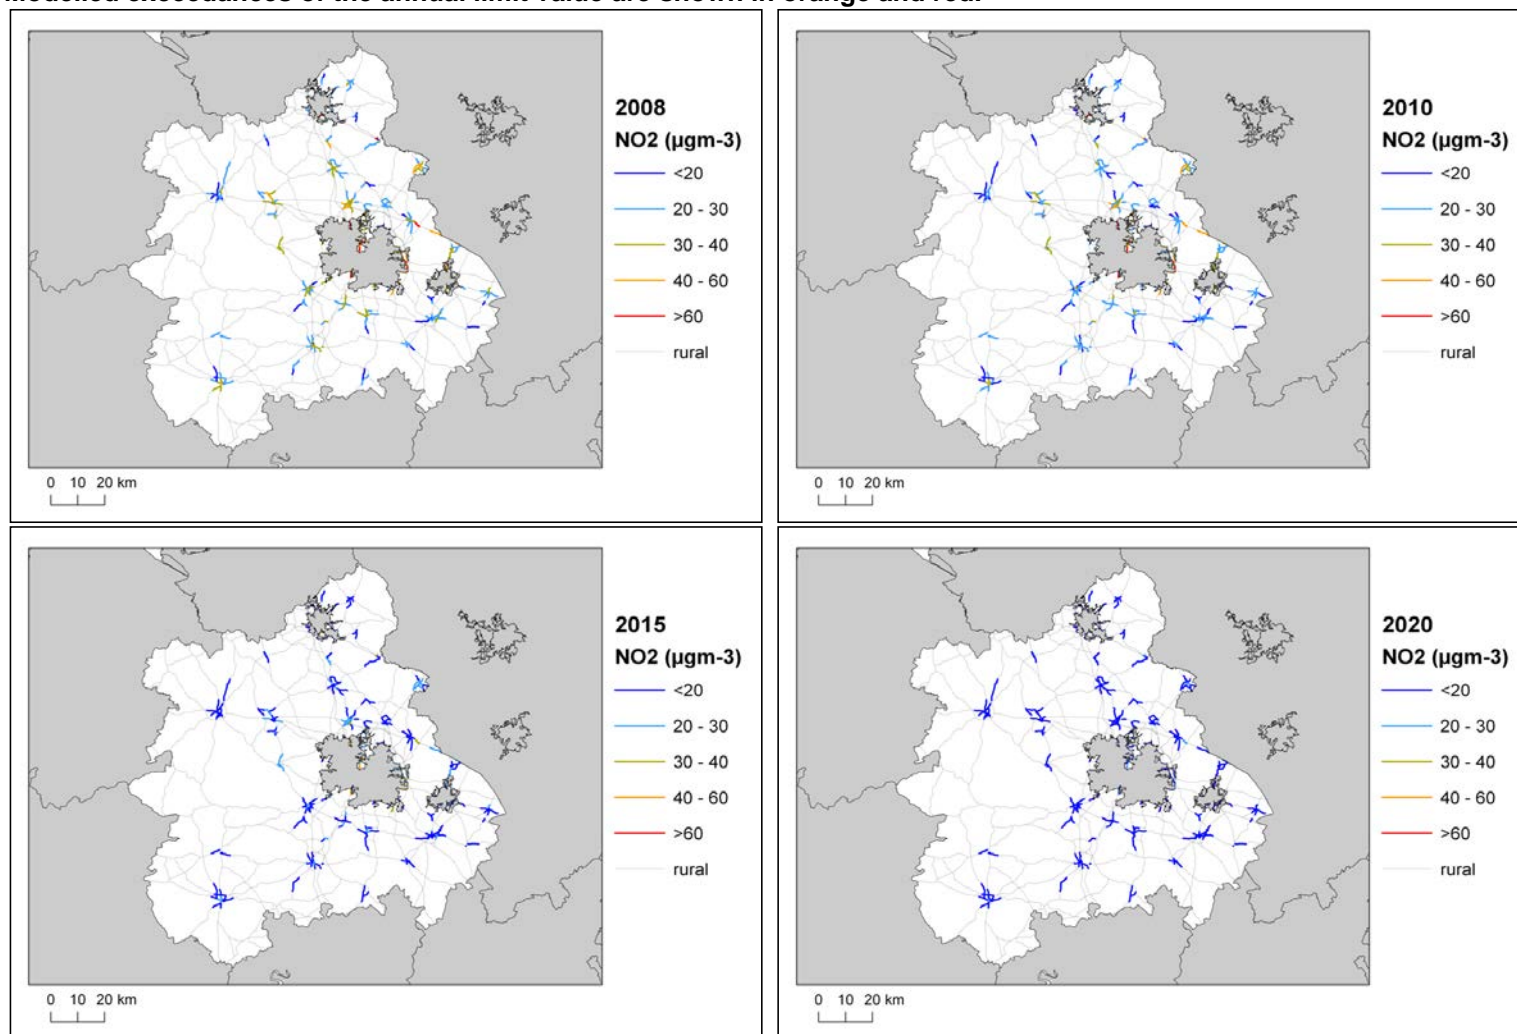 modelled exceedances of the annual limit value are shown in orange and red.
2008
NO2 (µgm-3)
<20
20 - 30
30 - 40
40 - 60
>60
rural
0 10 20 km
2010
NO2 (µgm-3)
<20
20 - 30
30 - 40
40 - 60
>60
rural
0 10 20 km
2015
NO2 (µgm-3)
<20
20 - 30
30 - 40
40 - 60
>60
rural
0 10 20 km
2020
NO2 (µgm-3)
<20
20 - 30
30 - 40
40 - 60
>60
rural
0 10 20 km